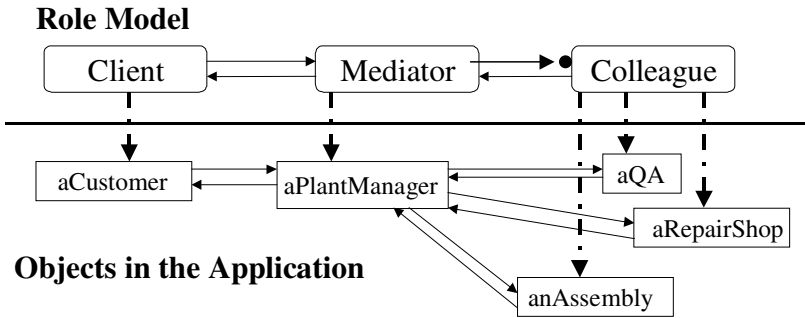 Role Model
Client
Mediator
Colleague
aCustomer
aPlantManager
aQA
aRepairShop
Objects in the Application
anAssembly